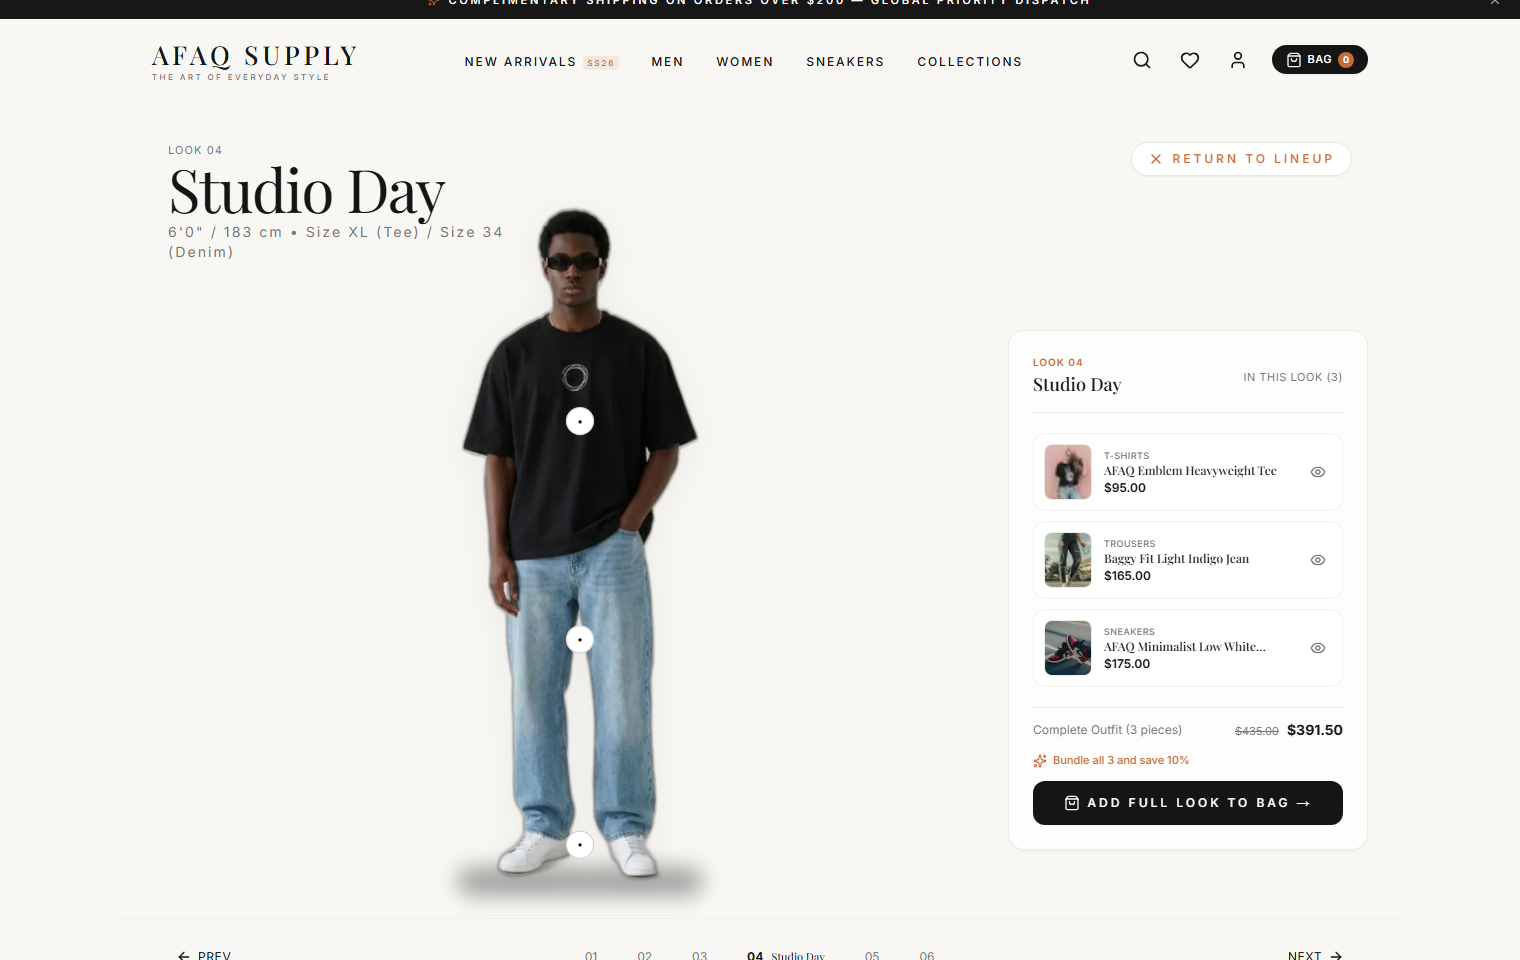 COMPLIMENTARY SHIPPING ON ORDERS OVER $200 — GLOBAL PRIORITY DISPATCH
AFAQ SUPPLY
THE ART OF EVERYDAY STYLE
NEW ARRIVALS SS26 MEN WOMEN SNEAKERS COLLECTIONS
BAG 0
LOOK 04
Studio Day
6'0" / 183 cm • Size XL (Tee) / Size 34
(Denim)
RETURN TO LINEUP
LOOK 04
Studio Day
IN THIS LOOK (3)
T-SHIRTS
AFAQ Emblem Heavyweight Tee
$95.00
TROUSERS
Baggy Fit Light Indigo Jean
$165.00
SNEAKERS
AFAQ Minimalist Low White...
$175.00
Complete Outfit (3 pieces) $435.00 $391.50
Bundle all 3 and save 10%
ADD FULL LOOK TO BAG →
← PREV 01 02 03 04 Studio Day 05 06 NEXT →